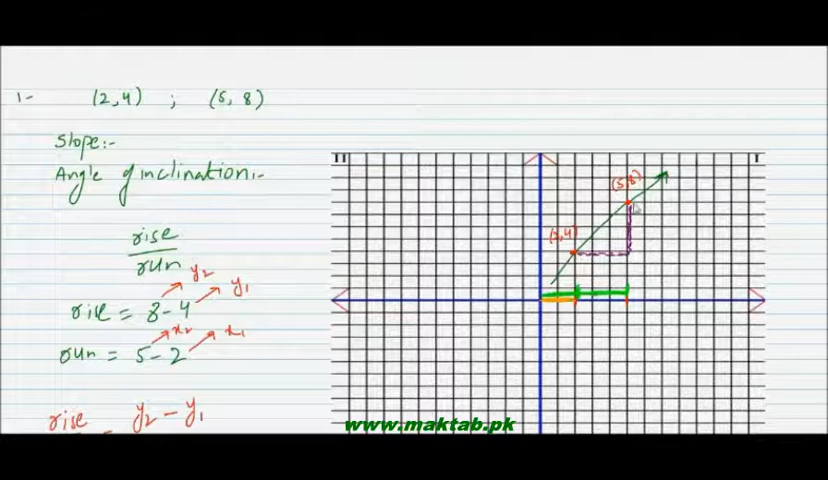 1- (2,4) ; (5, 8)
Slope:-
Angle of inclination:-
rise
run
y2
y1
rise = 8 - 4
x2
x1
run = 5 - 2
rise
= y2 - y1
II
I
(5,8)
(2,4)
www.maktab.pk